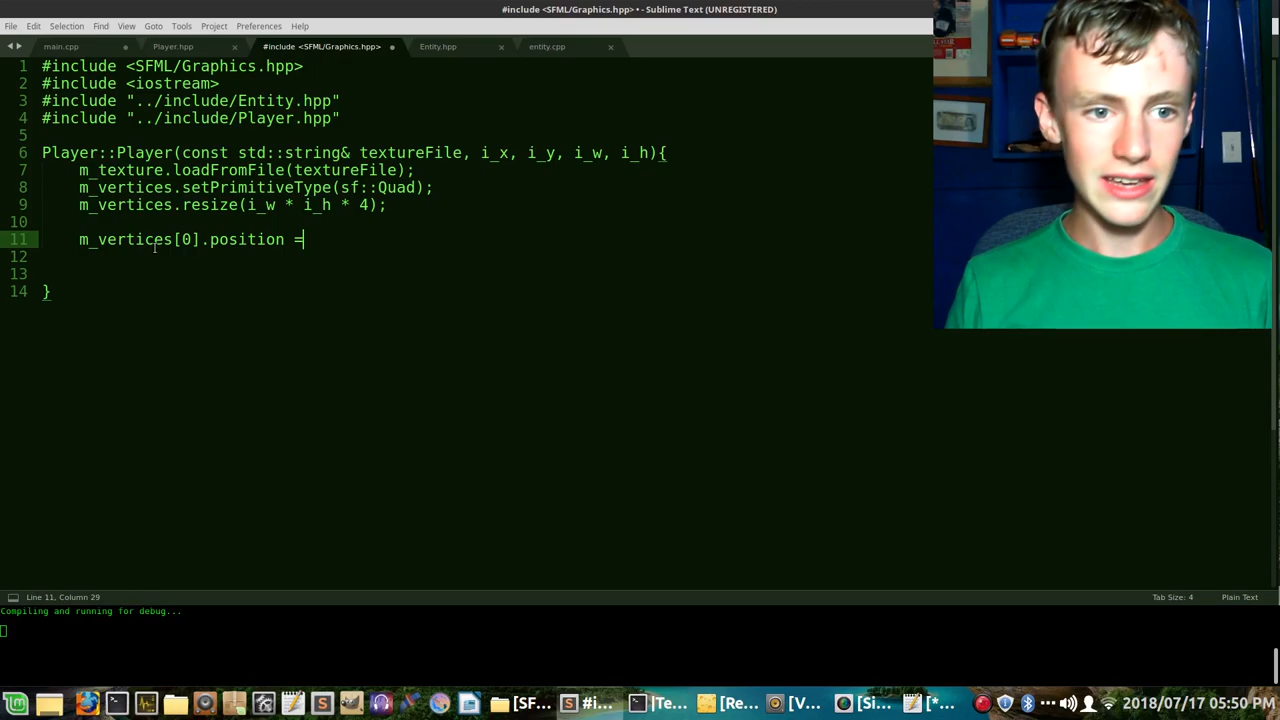 #include <SFML/Graphics.hpp> • - Sublime Text (UNREGISTERED)
File Edit Selection Find View Goto Tools Project Preferences Help
main.cpp Player.hpp #include <SFML/Graphics.hpp> Entity.hpp entity.cpp
1 #include <SFML/Graphics.hpp>
2 #include <iostream>
3 #include "../include/Entity.hpp"
4 #include "../include/Player.hpp"
5
6 Player::Player(const std::string& textureFile, i_x, i_y, i_w, i_h){
7 m_texture.loadFromFile(textureFile);
8 m_vertices.setPrimitiveType(sf::Quad);
9 m_vertices.resize(i_w * i_h * 4);
10
11 m_vertices[0].position =
12
13
14 }
Line 11, Column 29 Tab Size: 4 Plain Text
Compiling and running for debug...
[SF... #i... [Te... [Re... [V... [Si... [*... 2018/07/17 05:50 PM